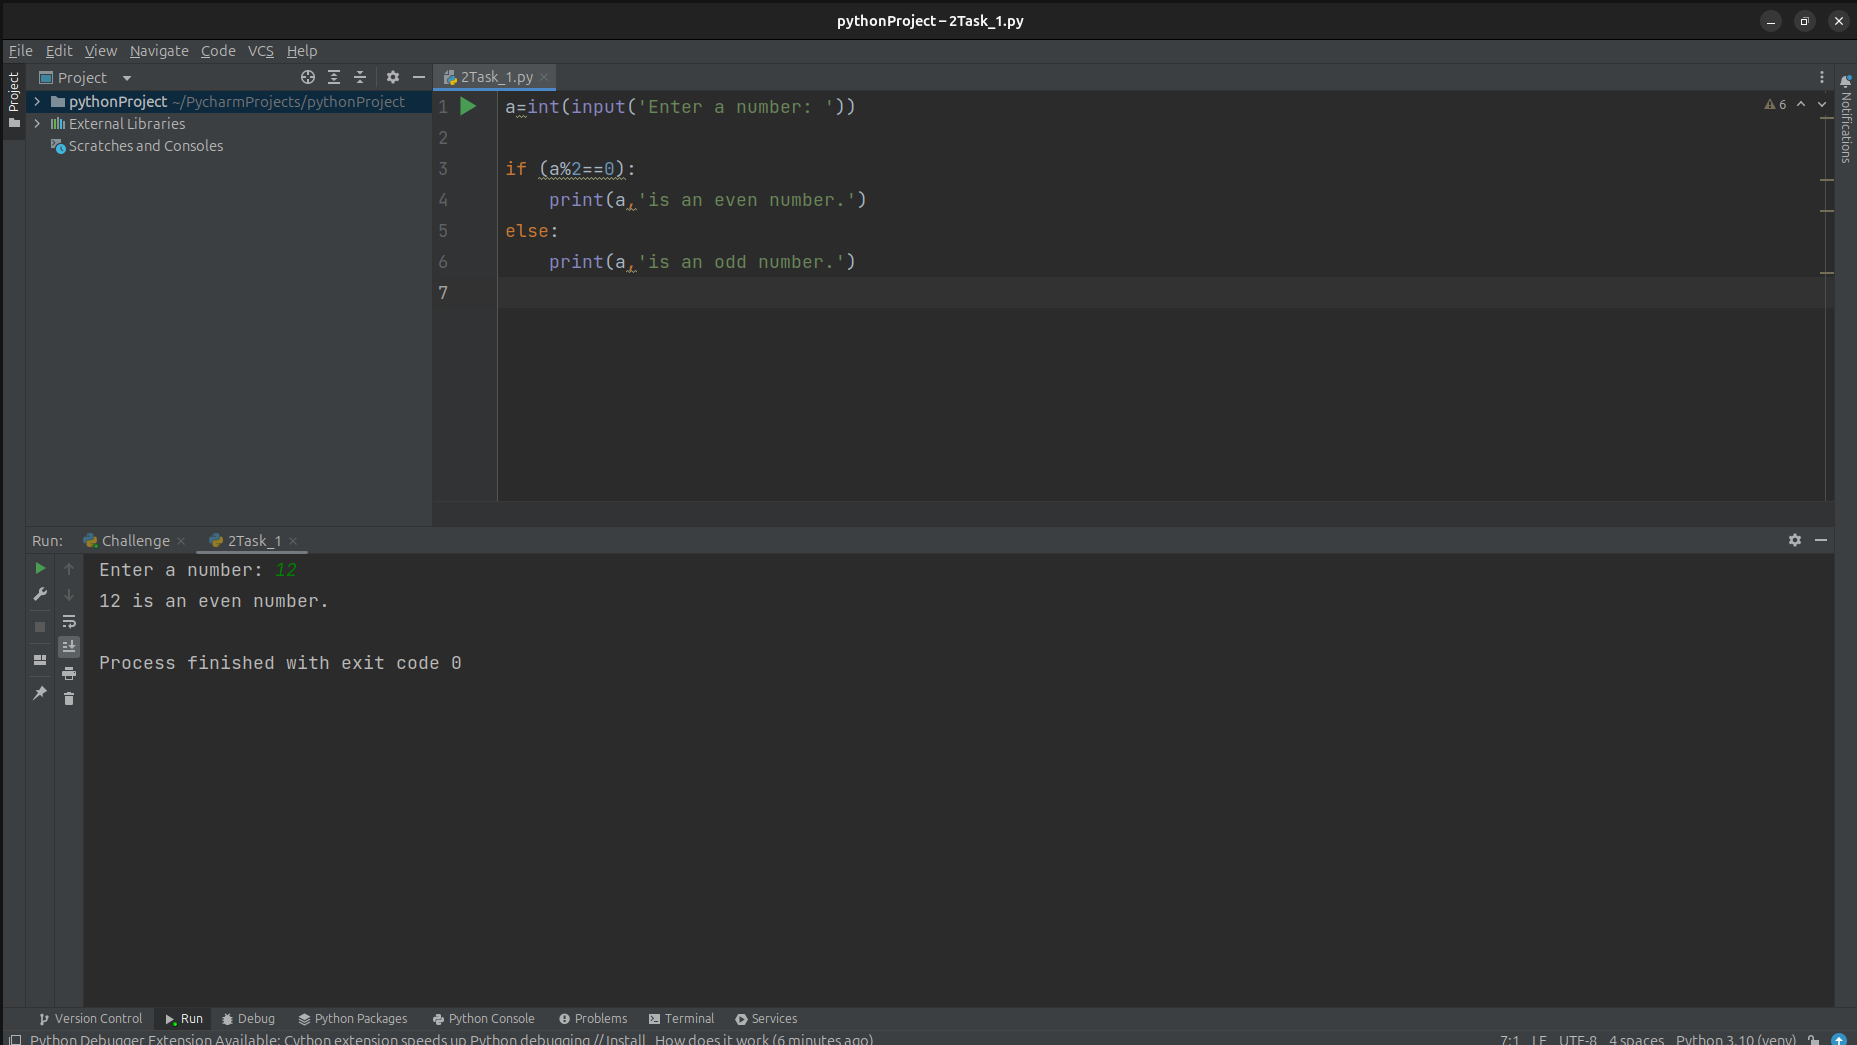 pythonProject – 2Task_1.py
File Edit View Navigate Code VCS Help
Project
Project
2Task_1.py
pythonProject ~/PycharmProjects/pythonProject
External Libraries
Scratches and Consoles
1 a=int(input('Enter a number: '))
2
3 if (a%2==0):
4 print(a,'is an even number.')
5 else:
6 print(a,'is an odd number.')
7
6
Notifications
Run: Challenge 2Task_1
Enter a number: 12
12 is an even number.
Process finished with exit code 0
Version Control Run Debug Python Packages Python Console Problems Terminal Services
Python Debugger Extension Available: Cython extension speeds up Python debugging // Install How does it work (6 minutes ago) 7:1 LF UTF-8 4 spaces Python 3.10 (venv)